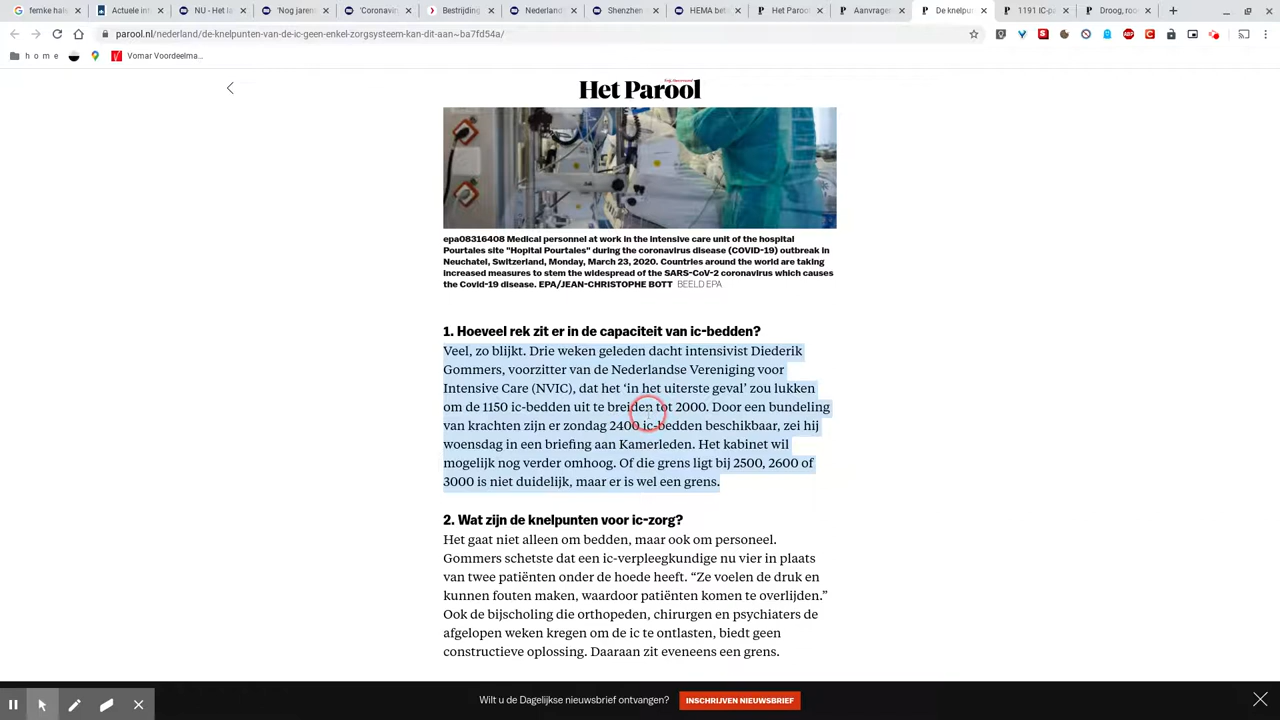 femke hal
Actuele in
NU - Het la
'Nog jaren
'Coronavir
Bestrijding
Nederland
Shenzhen
HEMA bet
Het Parool
Aanvragen
De knelpur
1191 IC-pa
Droog, roo
parool.nl/nederland/de-knelpunten-van-de-ic-geen-enkel-zorgsysteem-kan-dit-aan~ba7fd54a/
h o m e
Vomar Voordeelma...
Het Parool
epa08316408 Medical personnel at work in the intensive care unit of the hospital
Pourtales site "Hopital Pourtales" during the coronavirus disease (COVID-19) outbreak in
Neuchatel, Switzerland, Monday, March 23, 2020. Countries around the world are taking
increased measures to stem the widespread of the SARS-CoV-2 coronavirus which causes
the Covid-19 disease. EPA/JEAN-CHRISTOPHE BOTT BEELD EPA
1. Hoeveel rek zit er in de capaciteit van ic-bedden?
Veel, zo blijkt. Drie weken geleden dacht intensivist Diederik
Gommers, voorzitter van de Nederlandse Vereniging voor
Intensive Care (NVIC), dat het ‘in het uiterste geval’ zou lukken
om de 1150 ic-bedden uit te breiden tot 2000. Door een bundeling
van krachten zijn er zondag 2400 ic-bedden beschikbaar, zei hij
woensdag in een briefing aan Kamerleden. Het kabinet wil
mogelijk nog verder omhoog. Of die grens ligt bij 2500, 2600 of
3000 is niet duidelijk, maar er is wel een grens.
2. Wat zijn de knelpunten voor ic-zorg?
Het gaat niet alleen om bedden, maar ook om personeel.
Gommers schetste dat een ic-verpleegkundige nu vier in plaats
van twee patiënten onder de hoede heeft. “Ze voelen de druk en
kunnen fouten maken, waardoor patiënten komen te overlijden.”
Ook de bijscholing die orthopeden, chirurgen en psychiaters de
afgelopen weken kregen om de ic te ontlasten, biedt geen
constructieve oplossing. Daaraan zit eveneens een grens.
Wilt u de Dagelijkse nieuwsbrief ontvangen?
INSCHRIJVEN NIEUWSBRIEF